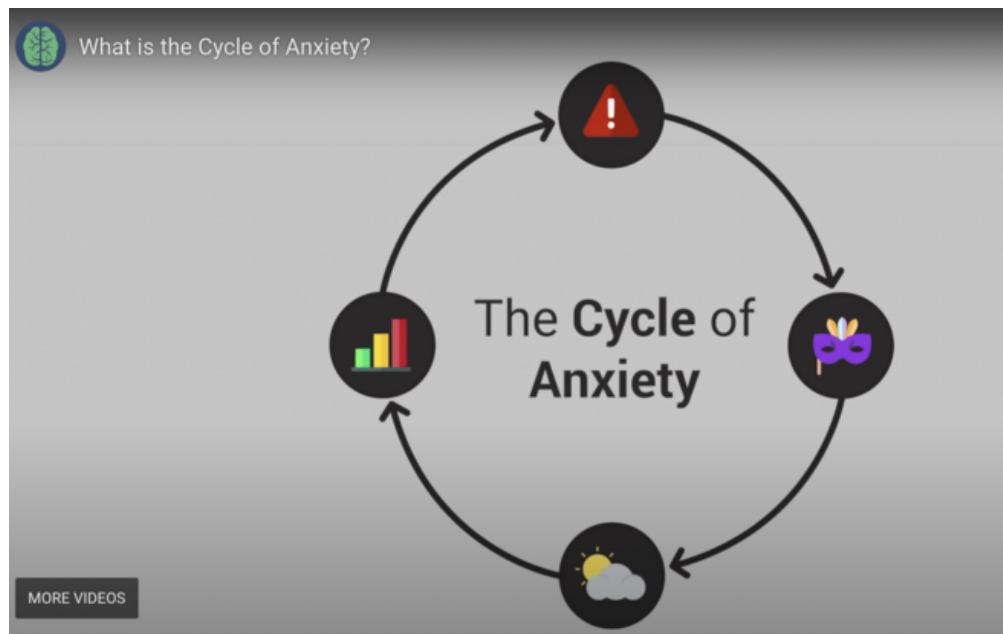 What is the Cycle of Anxiety?
The Cycle of
Anxiety
MORE VIDEOS